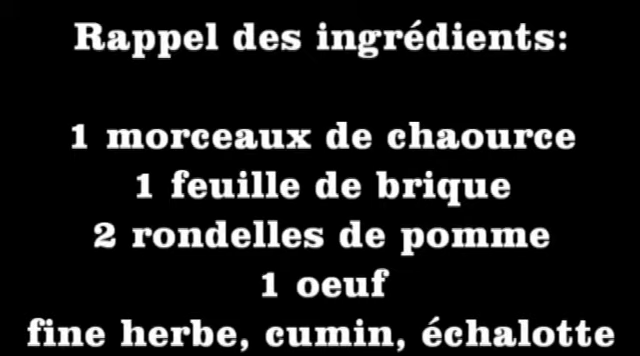 Rappel des ingrédients:
1 morceaux de chaource
1 feuille de brique
2 rondelles de pomme
1 oeuf
fine herbe, cumin, échalotte